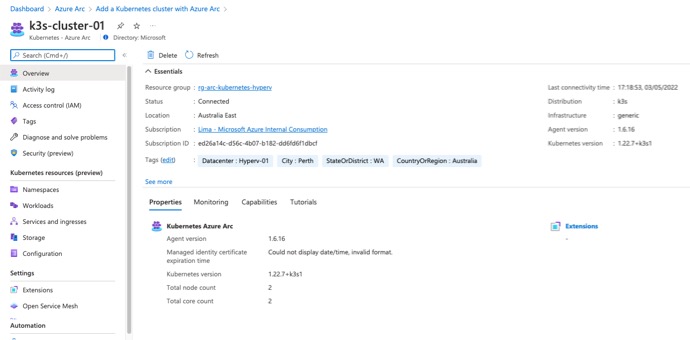 Dashboard > Azure Arc > Add a Kubernetes cluster with Azure Arc >
k3s-cluster-01
Kubernetes - Azure Arc
Directory: Microsoft
Search (Cmd+/)
Overview
Activity log
Access control (IAM)
Tags
Diagnose and solve problems
Security (preview)
Kubernetes resources (preview)
Namespaces
Workloads
Services and ingresses
Storage
Configuration
Settings
Extensions
Open Service Mesh
Automation
Delete
Refresh
Essentials
Resource group : rg-arc-kubernetes-hyperv
Status : Connected
Location : Australia East
Subscription : Lima - Microsoft Azure Internal Consumption
Subscription ID : ed26a14c-d56c-4b07-b182-dd6fd6f1dbcf
Tags (edit) : Datacenter : Hyperv-01 City : Perth StateOrDistrict : WA CountryOrRegion : Australia
See more
Last connectivity time : 17:18:53, 03/05/2022
Distribution : k3s
Infrastructure : generic
Agent version : 1.6.16
Kubernetes version : 1.22.7+k3s1
Properties Monitoring Capabilities Tutorials
Kubernetes Azure Arc
Agent version 1.6.16
Managed identity certificate Could not display date/time, invalid format.
expiration time
Kubernetes version 1.22.7+k3s1
Total node count 2
Total core count 2
Extensions
-